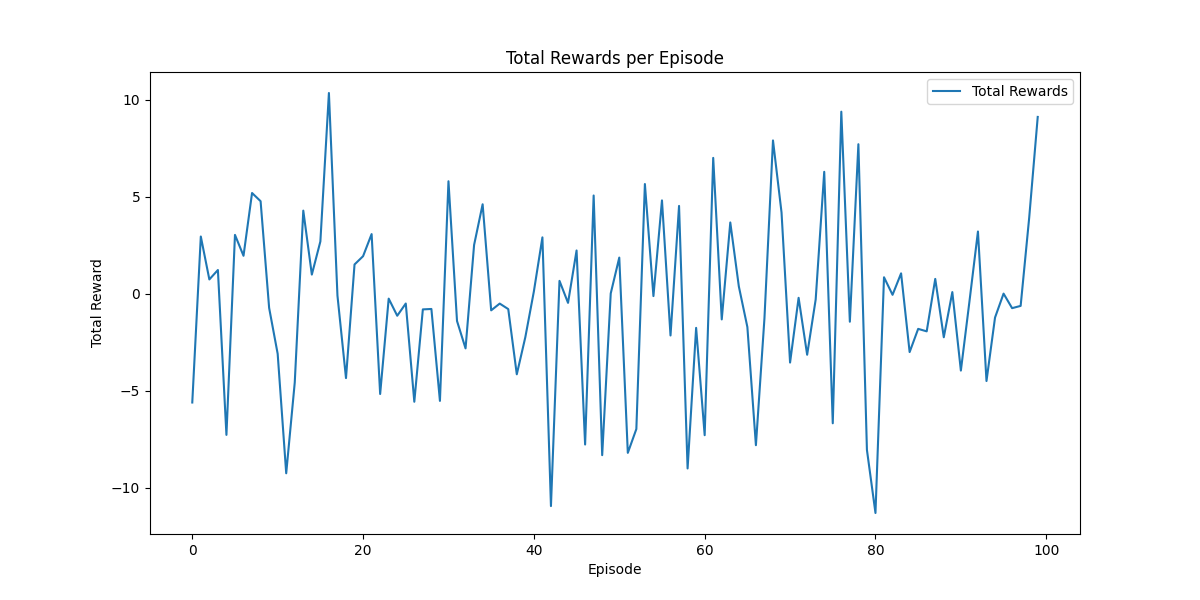 Total Rewards per Episode
Total Rewards
Total Reward
10
5
0
−5
−10
0 20 40 60 80 100
Episode